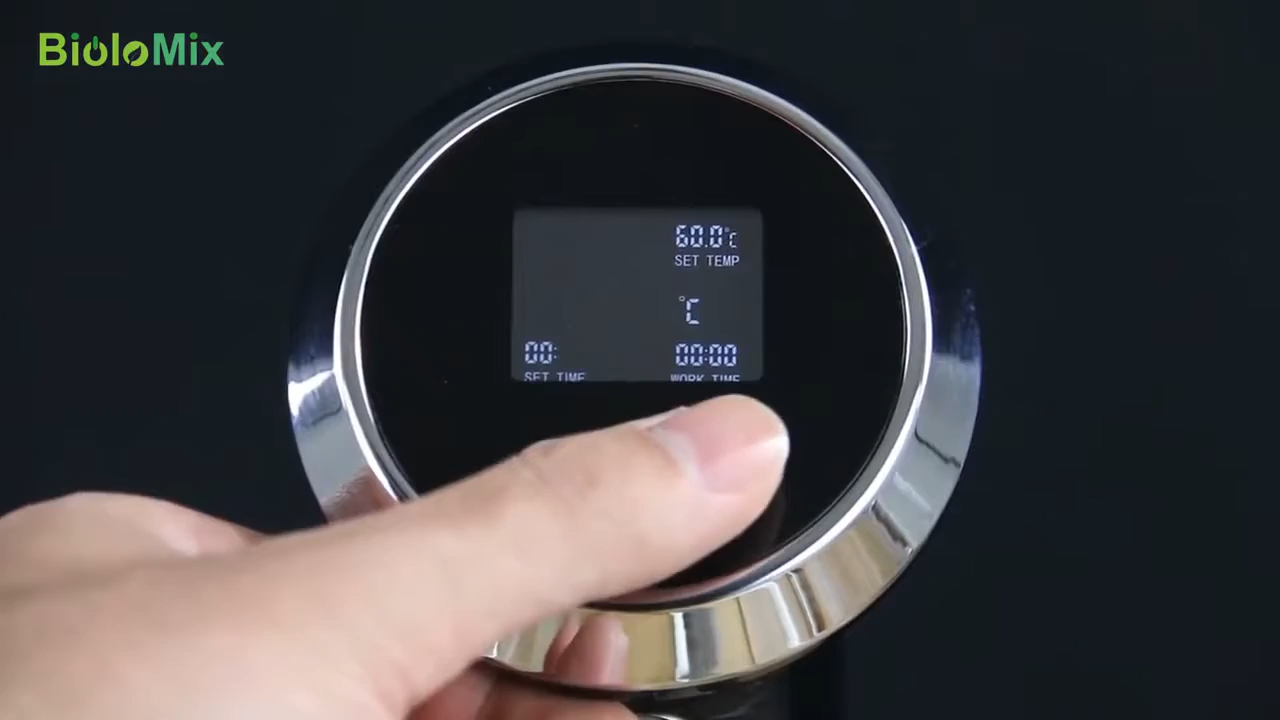 BioloMix
60.0°C
SET TEMP
°C
00: 00:00
SET TIME WORK TIME